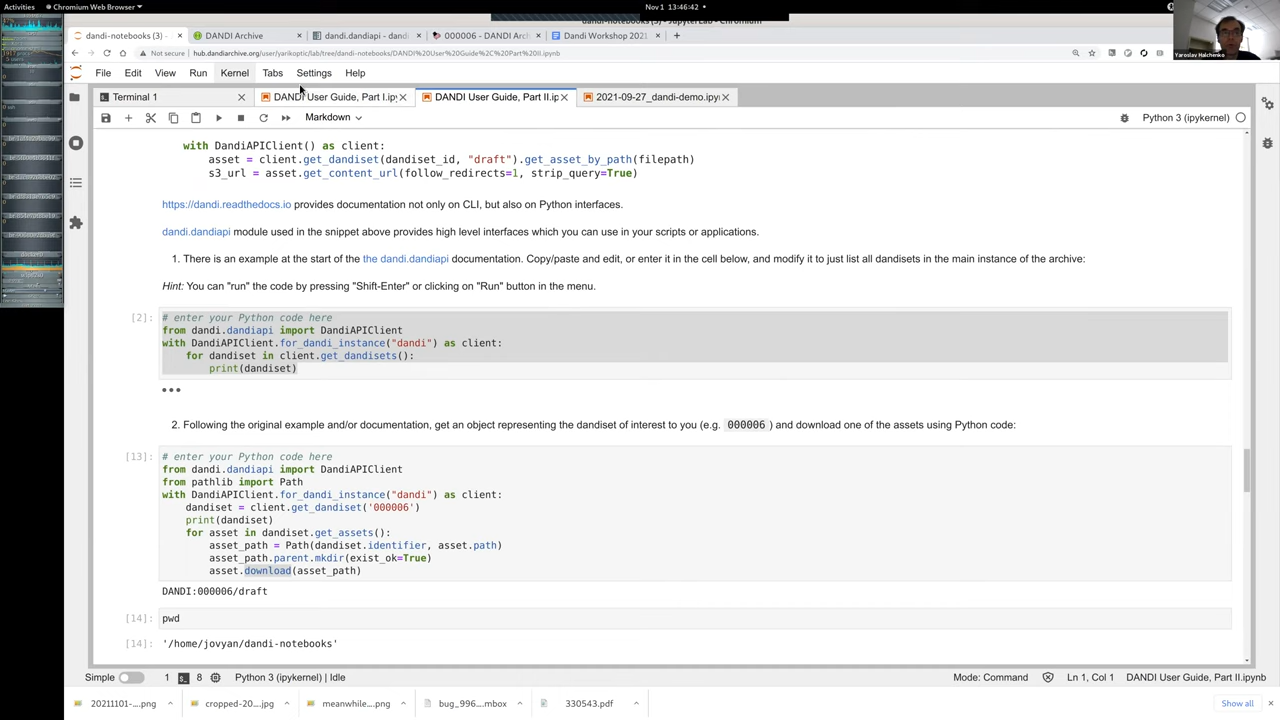 Activities
Chromium Web Browser
Nov 1 13:46:42
dandi-notebooks (3) - JupyterLab - Chromium
dandi-notebooks (3) -
DANDI Archive
dandi.dandiapi - dandi
000006 - DANDI Arc
Dandi Workshop 2021
Not secure
hub.dandiarchive.org/user/yarikoptic/lab/tree/dandi-notebooks/DANDI%20User%20Guide%2C%20Part%20II.ipynb
Yaroslav Halchenko
File Edit View Run Kernel Tabs Settings Help
Terminal 1
DANDI User Guide, Part I.ipy
DANDI User Guide, Part II.ip
2021-09-27_dandi-demo.ipy
Markdown
Python 3 (ipykernel)
with DandiAPIClient() as client:
asset = client.get_dandiset(dandiset_id, "draft").get_asset_by_path(filepath)
s3_url = asset.get_content_url(follow_redirects=1, strip_query=True)
https://dandi.readthedocs.io provides documentation not only on CLI, but also on Python interfaces.
dandi.dandiapi module used in the snippet above provides high level interfaces which you can use in your scripts or applications.
1. There is an example at the start of the the dandi.dandiapi documentation. Copy/paste and edit, or enter it in the cell below, and modify it to just list all dandisets in the main instance of the archive:
Hint: You can "run" the code by pressing "Shift-Enter" or clicking on "Run" button in the menu.
[2]: # enter your Python code here
from dandi.dandiapi import DandiAPIClient
with DandiAPIClient.for_dandi_instance("dandi") as client:
for dandiset in client.get_dandisets():
print(dandiset)
•••
2. Following the original example and/or documentation, get an object representing the dandiset of interest to you (e.g. 000006 ) and download one of the assets using Python code:
[13]: # enter your Python code here
from dandi.dandiapi import DandiAPIClient
from pathlib import Path
with DandiAPIClient.for_dandi_instance("dandi") as client:
dandiset = client.get_dandiset('000006')
print(dandiset)
for asset in dandiset.get_assets():
asset_path = Path(dandiset.identifier, asset.path)
asset_path.parent.mkdir(exist_ok=True)
asset.download(asset_path)
DANDI:000006/draft
[14]: pwd
[14]: '/home/jovyan/dandi-notebooks'
Simple
1
8
Python 3 (ipykernel) | Idle
Mode: Command
Ln 1, Col 1
DANDI User Guide, Part II.ipynb
20211101-....png
cropped-20....jpg
meanwhile....png
bug_996....mbox
330543.pdf
Show all